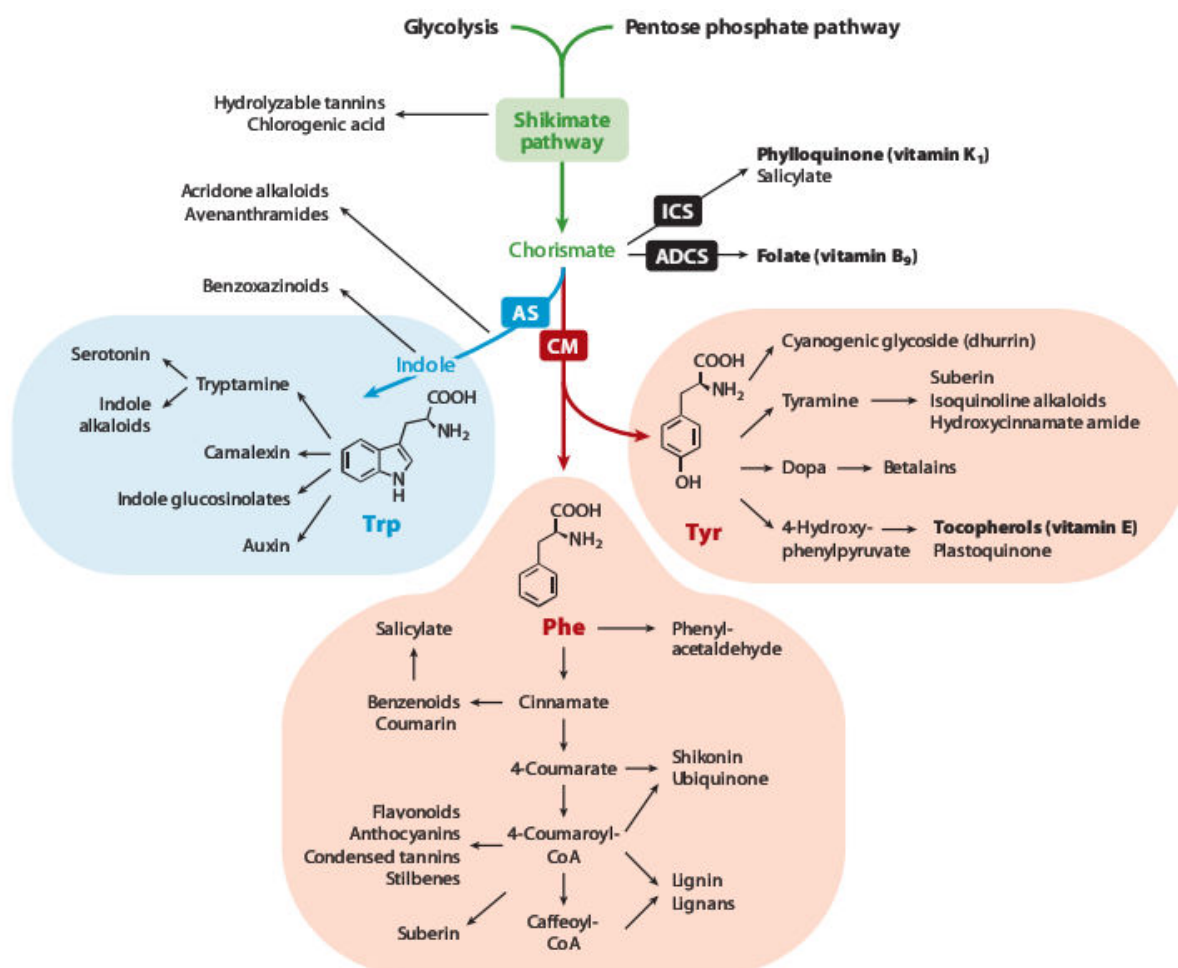 Glycolysis
Pentose phosphate pathway
Hydrolyzable tannins
Chlorogenic acid
Shikimate
pathway
Phylloquinone (vitamin K₁)
Salicylate
Acridone alkaloids
Avenanthramides
ICS
Chorismate
ADCS
Folate (vitamin B₉)
Benzoxazinoids
AS
CM
Indole
Serotonin
Tryptamine
Indole
alkaloids
COOH
NH₂
Camalexin
Indole glucosinolates
N
H
Trp
Auxin
COOH
NH₂
OH
Tyr
Cyanogenic glycoside (dhurrin)
Tyramine
Suberin
Isoquinoline alkaloids
Hydroxycinnamate amide
Dopa
Betalains
4-Hydroxy-
phenylpyruvate
Tocopherols (vitamin E)
Plastoquinone
COOH
NH₂
Phe
Phenyl-
acetaldehyde
Salicylate
Benzenoids
Coumarin
Cinnamate
4-Coumarate
Shikonin
Ubiquinone
Flavonoids
Anthocyanins
Condensed tannins
Stilbenes
4-Coumaroyl-
CoA
Lignin
Lignans
Suberin
Caffeoyl-
CoA